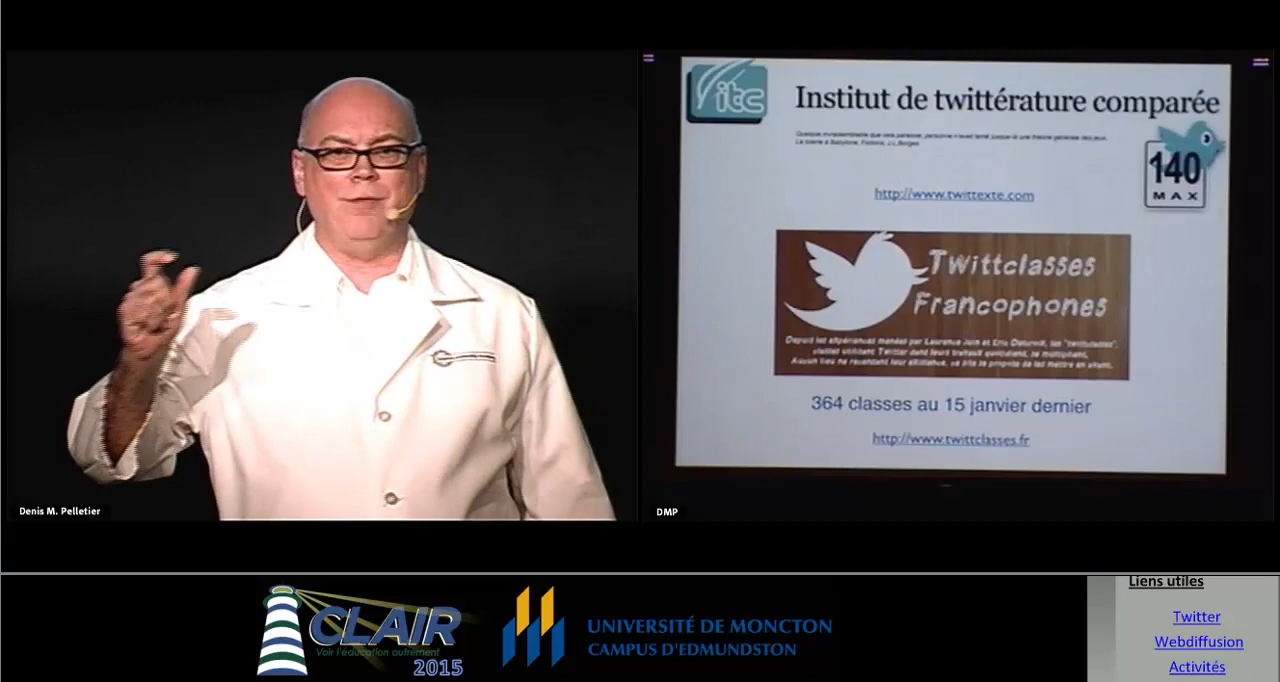 itc
Institut de twittérature comparée
140
MAX
http://www.twittexte.com
Twittclasses
Francophones
364 classes au 15 janvier dernier
http://www.twittclasses.fr
Denis M. Pelletier
DMP
CLAIR
Voir l'éducation autrement
2015
UNIVERSITÉ DE MONCTON
CAMPUS D'EDMUNDSTON
Liens utiles
Twitter
Webdiffusion
Activités